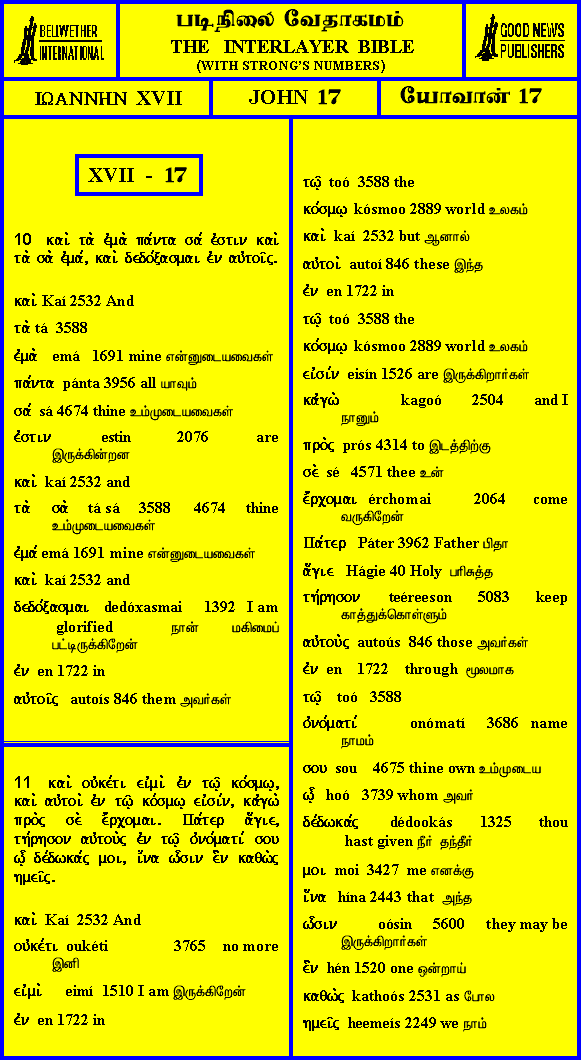 BELLWETHER
INTERNATIONAL
படிநிலை வேதாகமம்
THE INTERLAYER BIBLE
(WITH STRONG'S NUMBERS)
GOOD NEWS
PUBLISHERS
ΙΩΑΝΝΗΝ XVII
JOHN 17
யோவான் 17
XVII - 17
10 καὶ τὰ ἐμὰ πάντα σά ἐστιν καὶ
τὰ σὰ ἐμά, καὶ δεδόξασμαι ἐν αὐτοῖς.
καὶ Kaí 2532 And
τὰ tá 3588
ἐμὰ emá 1691 mine என்னுடையவைகள்
πάντα pánta 3956 all யாவும்
σά sá 4674 thine உம்முடையவைகள்
ἐστιν estin 2076 are
இருக்கின்றன
καὶ kaí 2532 and
τὰ σὰ tá sá 3588 4674 thine
உம்முடையவைகள்
ἐμά emá 1691 mine என்னுடையவைகள்
καὶ kaí 2532 and
δεδόξασμαι dedóxasmai 1392 I am
glorified நான் மகிமைப்
பட்டிருக்கிறேன்
ἐν en 1722 in
αὐτοῖς autoís 846 them அவர்கள்
11 καὶ οὐκέτι εἰμὶ ἐν τῷ κόσμῳ,
καὶ αὐτοὶ ἐν τῷ κόσμῳ εἰσίν, κἀγὼ
πρὸς σὲ ἔρχομαι. Πάτερ ἅγιε,
τήρησον αὐτοὺς ἐν τῷ ὀνόματί σου
ᾧ δέδωκάς μοι, ἵνα ὦσιν ἓν καθὼς
ημεῖς.
καὶ Kaí 2532 And
οὐκέτι oukéti 3765 no more
இனி
εἰμὶ eimí 1510 I am இருக்கிறேன்
ἐν en 1722 in
τῷ toó 3588 the
κόσμῳ kósmoo 2889 world உலகம்
καὶ kaí 2532 but ஆனால்
αὐτοὶ autoí 846 these இந்த
ἐν en 1722 in
τῷ toó 3588 the
κόσμῳ kósmoo 2889 world உலகம்
εἰσίν eisín 1526 are இருக்கிறார்கள்
κἀγὼ kagoó 2504 and I
நானும்
πρὸς prós 4314 to இடத்திற்கு
σὲ sé 4571 thee உன்
ἔρχομαι érchomai 2064 come
வருகிறேன்
Πάτερ Páter 3962 Father பிதா
ἅγιε Hágie 40 Holy பரிசுத்த
τήρησον teéreeson 5083 keep
காத்துக்கொள்ளும்
αὐτοὺς autoús 846 those அவர்கள்
ἐν en 1722 through மூலமாக
τῷ toó 3588
ὀνόματί onómatí 3686 name
நாமம்
σου sou 4675 thine own உம்முடைய
ᾧ hoó 3739 whom அவர்
δέδωκάς dédookás 1325 thou
hast given நீர் தந்தீர்
μοι moi 3427 me எனக்கு
ἵνα hína 2443 that அந்த
ὦσιν oósin 5600 they may be
இருக்கிறார்கள்
ἓν hén 1520 one ஒன்றாய்
καθὼς kathoós 2531 as போல
ημεῖς heemeís 2249 we நாம்